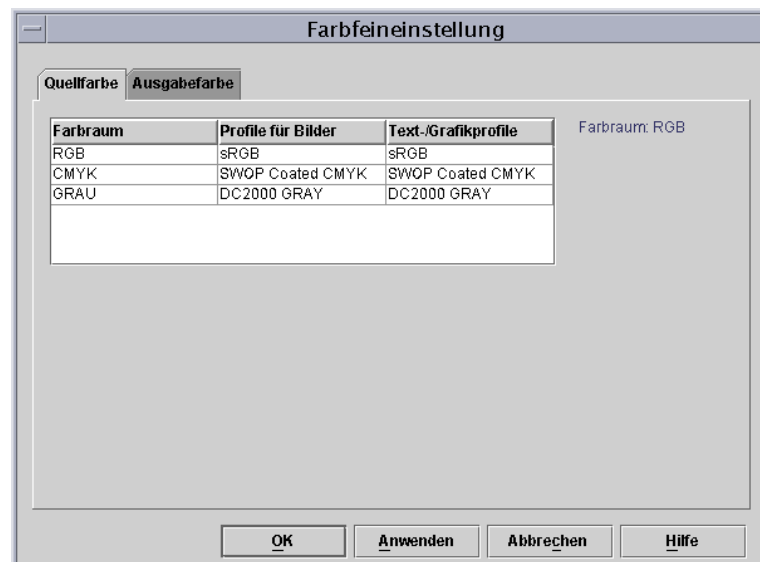 Farbfeineinstellung
Quellfarbe Ausgabefarbe
Farbraum Profile für Bilder Text-/Grafikprofile Farbraum: RGB
RGB sRGB sRGB
CMYK SWOP Coated CMYK SWOP Coated CMYK
GRAU DC2000 GRAY DC2000 GRAY
OK Anwenden Abbrechen Hilfe